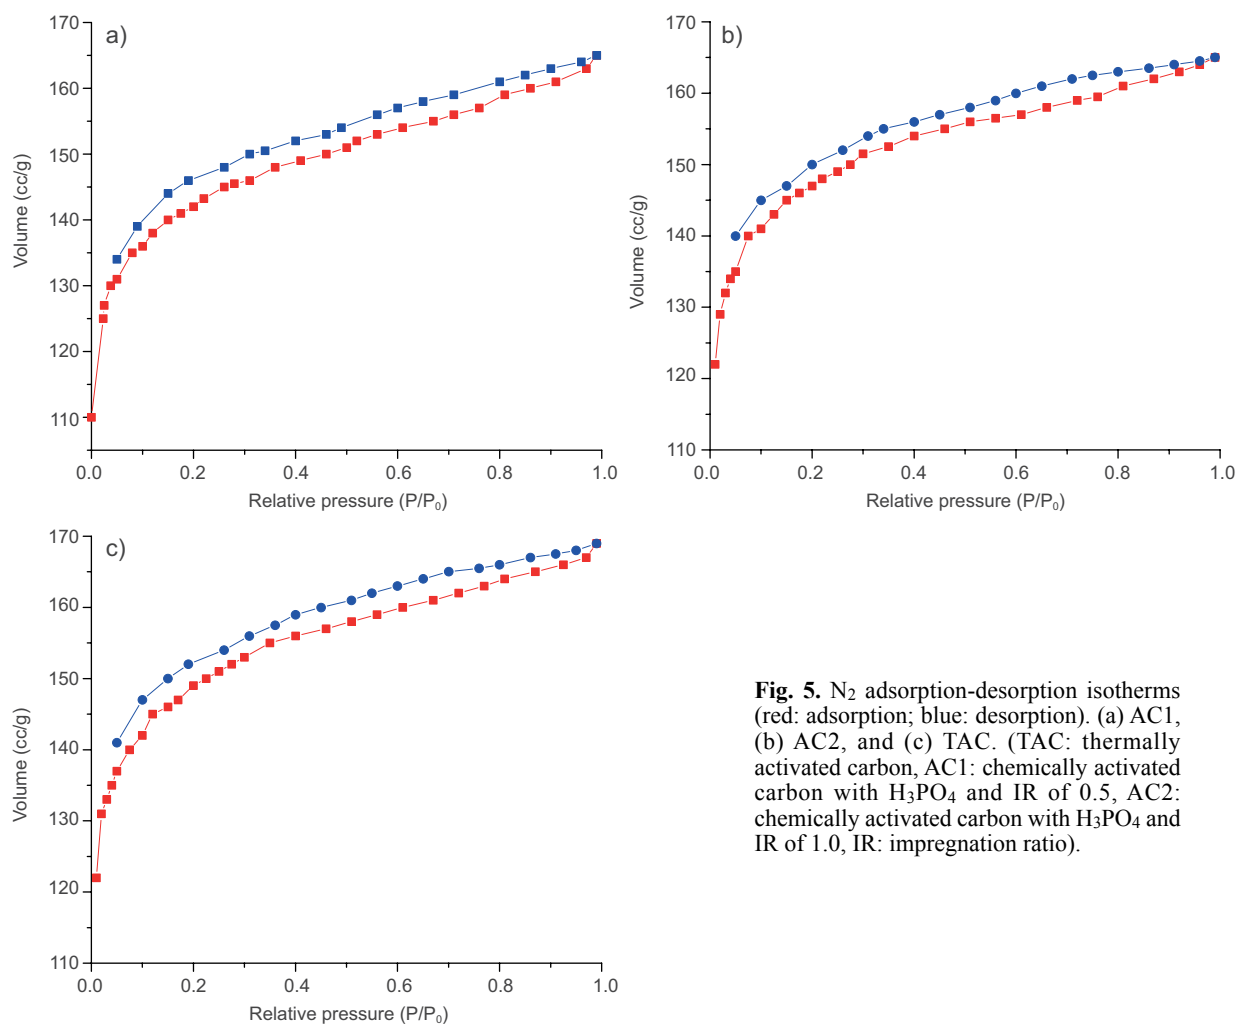 a)
170
160
150
140
130
120
110
Volume (cc/g)
0.0 0.2 0.4 0.6 0.8 1.0
Relative pressure (P/P₀)
b)
170
160
150
140
130
120
110
Volume (cc/g)
0.0 0.2 0.4 0.6 0.8 1.0
Relative pressure (P/P₀)
c)
170
160
150
140
130
120
110
Volume (cc/g)
0.0 0.2 0.4 0.6 0.8 1.0
Relative pressure (P/P₀)
Fig. 5. N₂ adsorption-desorption isotherms
(red: adsorption; blue: desorption). (a) AC1,
(b) AC2, and (c) TAC. (TAC: thermally
activated carbon, AC1: chemically activated
carbon with H₃PO₄ and IR of 0.5, AC2:
chemically activated carbon with H₃PO₄ and
IR of 1.0, IR: impregnation ratio).